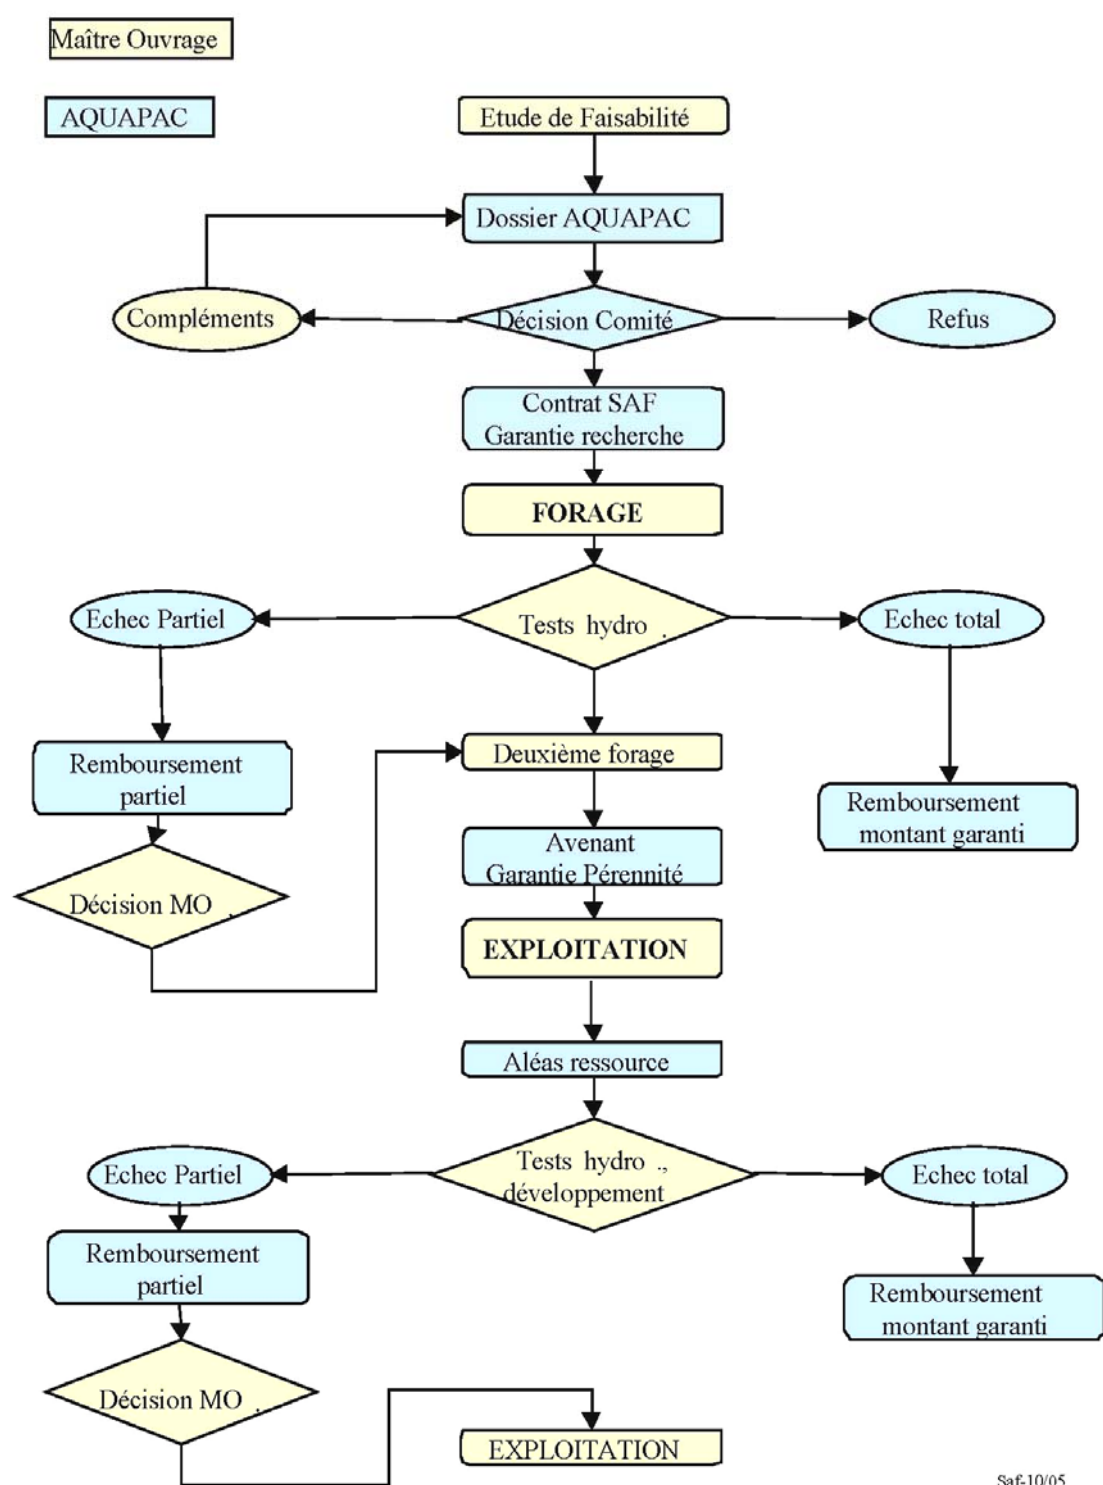 Maître Ouvrage
AQUAPAC
Etude de Faisabilité
Dossier AQUAPAC
Compléments
Décision Comité
Refus
Contrat SAF
Garantie recherche
FORAGE
Echec Partiel
Tests hydro .
Echec total
Remboursement
partiel
Deuxième forage
Remboursement
montant garanti
Avenant
Garantie Pérennité
Décision MO .
EXPLOITATION
Aléas ressource
Echec Partiel
Tests hydro .,
développement
Echec total
Remboursement
partiel
Remboursement
montant garanti
Décision MO .
EXPLOITATION
Saf-10/05